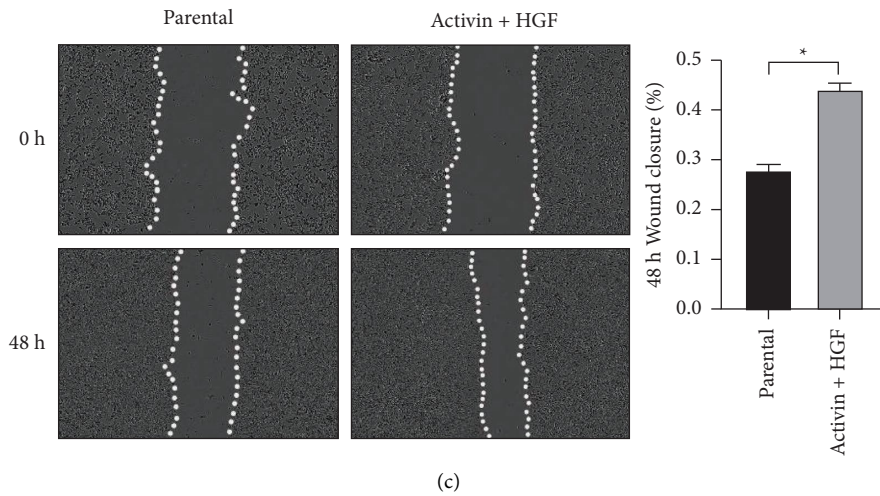 Parental
Activin + HGF
0 h
48 h
48 h Wound closure (%)
0.5
0.4
0.3
0.2
0.1
0.0
*
Parental
Activin + HGF
(c)